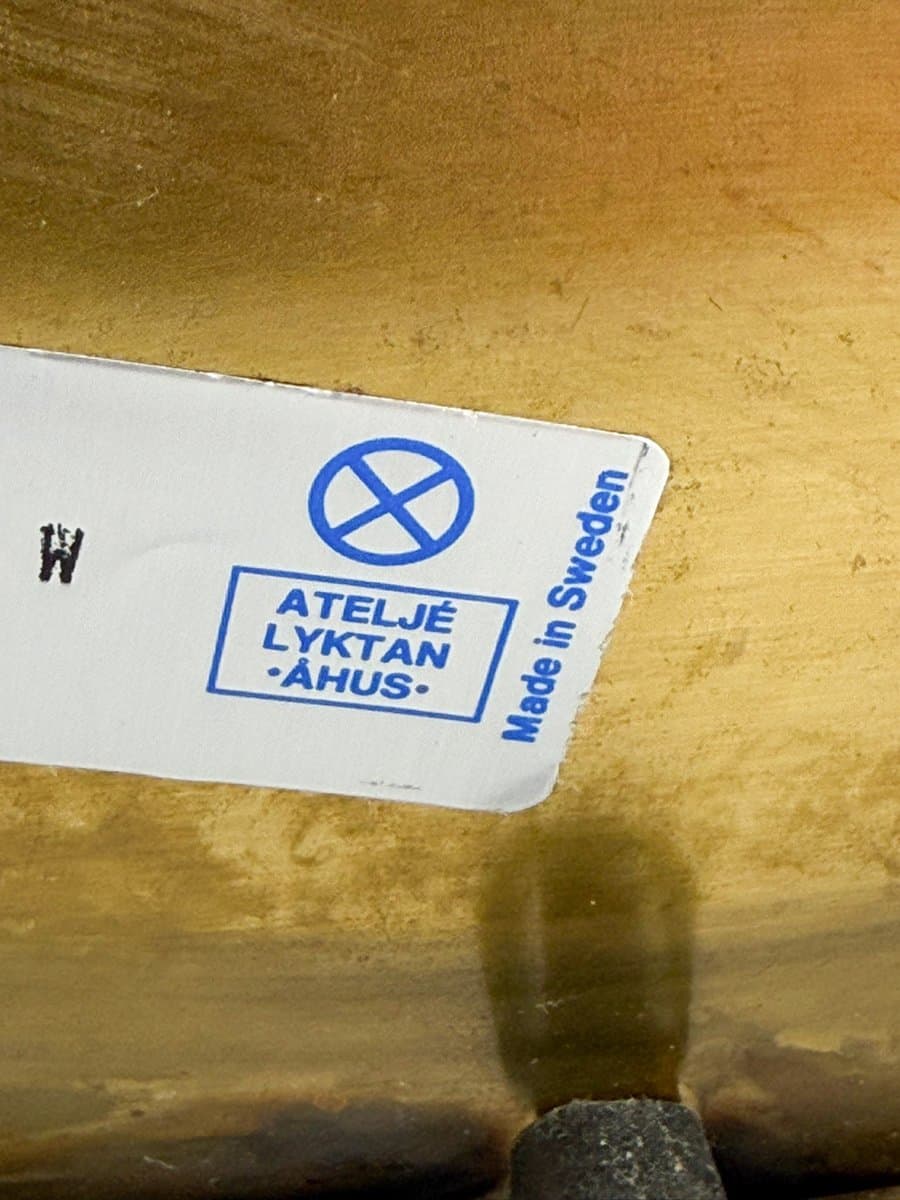 W
ATELJÉ
LYKTAN
·ÅHUS·
Made in Sweden